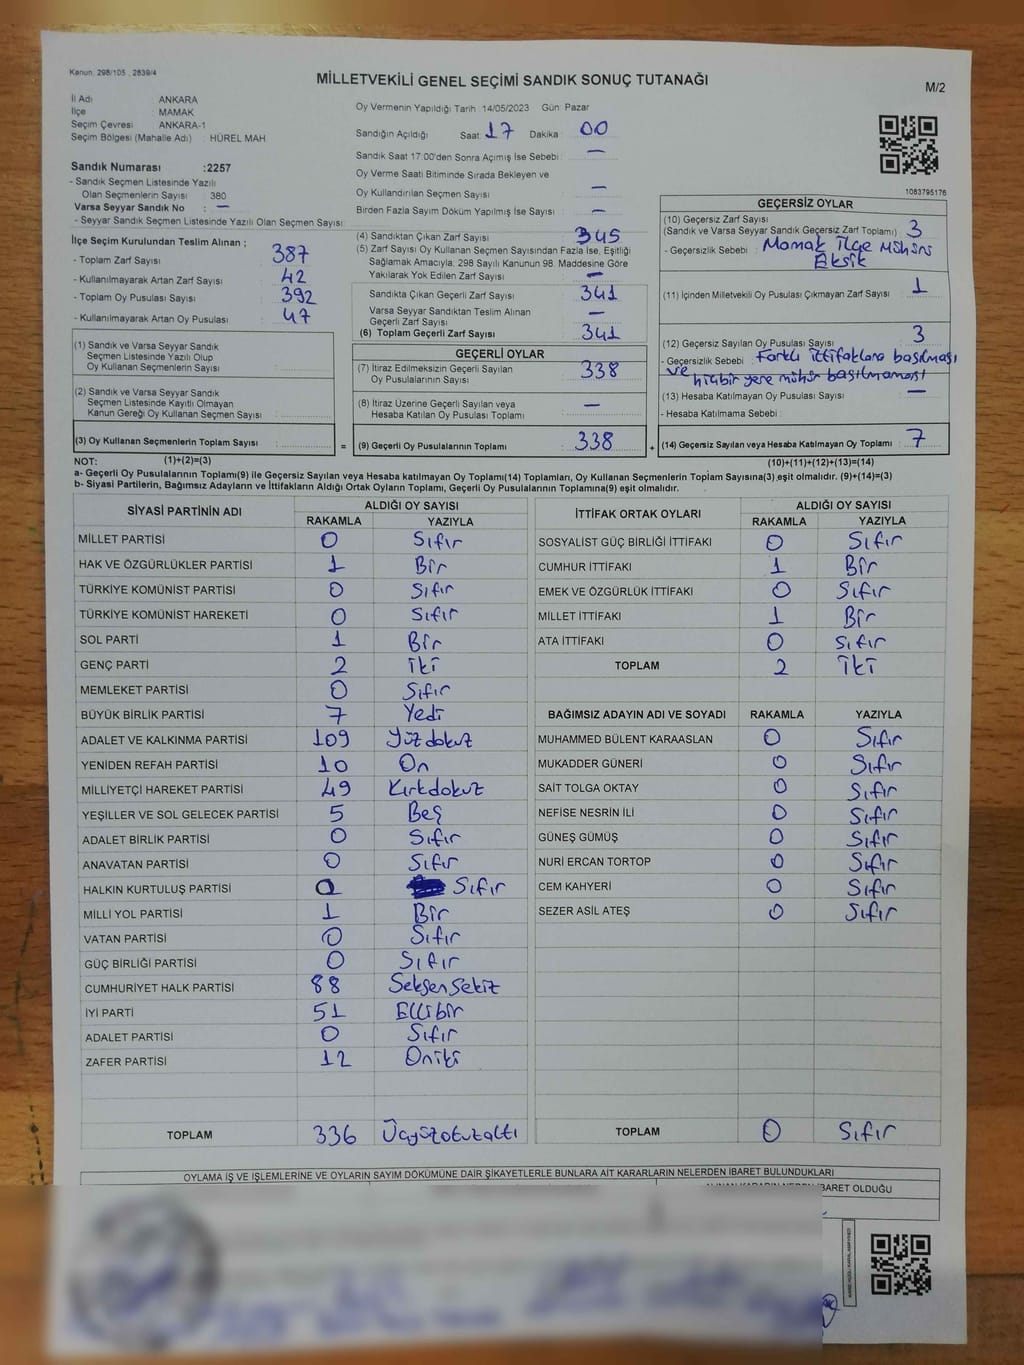 Kanun. 298/105 , 2839/4
MİLLETVEKİLİ GENEL SEÇİMİ SANDIK SONUÇ TUTANAĞI
M/2
İl Adı : ANKARA
İlçe : MAMAK
Seçim Çevresi : ANKARA-1
Seçim Bölgesi (Mahalle Adı) : HÜREL MAH
Oy Vermenin Yapıldığı Tarih :14/05/2023 Gün: Pazar
Sandığın Açıldığı Saat: 17 Dakika : 00
Sandık Saat 17:00'den Sonra Açımış İse Sebebi : —
Oy Verme Saati Bitiminde Sırada Bekleyen ve
Oy Kullandırılan Seçmen Sayısı : —
Birden Fazla Sayım Döküm Yapılmış İse Sayısı : —
Sandık Numarası :2257
- Sandık Seçmen Listesinde Yazılı
Olan Seçmenlerin Sayısı : 380
Varsa Seyyar Sandık No : —
- Seyyar Sandık Seçmen Listesinde Yazılı Olan Seçmen Sayısı:
İlçe Seçim Kurulundan Teslim Alınan ;
- Toplam Zarf Sayısı : 387
- Kullanılmayarak Artan Zarf Sayısı : 42
- Toplam Oy Pusulası Sayısı : 392
- Kullanılmayarak Artan Oy Pusulası : 47
(4) Sandıktan Çıkan Zarf Sayısı : 345
(5) Zarf Sayısı Oy Kullanan Seçmen Sayısından Fazla İse, Eşitliği
Sağlamak Amacıyla, 298 Sayılı Kanunun 98. Maddesine Göre
Yakılarak Yok Edilen Zarf Sayısı : —
Sandıkta Çıkan Geçerli Zarf Sayısı : 341
Varsa Seyyar Sandıktan Teslim Alınan
Geçerli Zarf Sayısı : —
(6) Toplam Geçerli Zarf Sayısı : 341
1083795176
GEÇERSİZ OYLAR
(10) Geçersiz Zarf Sayısı
(Sandık ve Varsa Seyyar Sandık Geçersiz Zarf Toplamı) : 3
- Geçersizlik Sebebi : Mamak İlçe Mührü
Eksik
(11) İçinden Milletvekili Oy Pusulası Çıkmayan Zarf Sayısı : 1
(12) Geçersiz Sayılan Oy Pusulası Sayısı : 3
- Geçersizlik Sebebi : Farklı ittifaklara basılması
ve hiçbir yere mühür basılmaması
(13) Hesaba Katılmayan Oy Pusulası Sayısı : —
- Hesaba Katılmama Sebebi :
(14) Geçersiz Sayılan veya Hesaba Katılmayan Oy Toplamı : 7
(10)+(11)+(12)+(13)=(14)
(1) Sandık ve Varsa Seyyar Sandık
Seçmen Listesinde Yazılı Olup
Oy Kullanan Seçmenlerin Sayısı :
(2) Sandık ve Varsa Seyyar Sandık
Seçmen Listesinde Kayıtlı Olmayan
Kanun Gereği Oy Kullanan Seçmen Sayısı :
(3) Oy Kullanan Seçmenlerin Toplam Sayısı :
=
GEÇERLİ OYLAR
(7) İtiraz Edilmeksizin Geçerli Sayılan
Oy Pusulalarının Sayısı : 338
(8) İtiraz Üzerine Geçerli Sayılan veya
Hesaba Katılan Oy Pusulası Toplamı : —
(9) Geçerli Oy Pusulalarının Toplamı : 338
+
NOT: (1)+(2)=(3)
a- Geçerli Oy Pusulalarının Toplamı(9) ile Geçersiz Sayılan veya Hesaba katılmayan Oy Toplamı(14) Toplamları, Oy Kullanan Seçmenlerin Toplam Sayısına(3) eşit olmalıdır. (9)+(14)=(3)
b- Siyasi Partilerin, Bağımsız Adayların ve İttifakların Aldığı Ortak Oyların Toplamı, Geçerli Oy Pusulalarının Toplamına(9) eşit olmalıdır.
SİYASİ PARTİNİN ADI ALDIĞI OY SAYISI
RAKAMLA YAZIYLA
MİLLET PARTİSİ 0 Sıfır
HAK VE ÖZGÜRLÜKLER PARTİSİ 1 Bir
TÜRKİYE KOMÜNİST PARTİSİ 0 Sıfır
TÜRKİYE KOMÜNİST HAREKETİ 0 Sıfır
SOL PARTİ 1 Bir
GENÇ PARTİ 2 İki
MEMLEKET PARTİSİ 0 Sıfır
BÜYÜK BİRLİK PARTİSİ 7 Yedi
ADALET VE KALKINMA PARTİSİ 109 Yüzdokuz
YENİDEN REFAH PARTİSİ 10 On
MİLLİYETÇİ HAREKET PARTİSİ 49 Kırkdokuz
YEŞİLLER VE SOL GELECEK PARTİSİ 5 Beş
ADALET BİRLİK PARTİSİ 0 Sıfır
ANAVATAN PARTİSİ 0 Sıfır
HALKIN KURTULUŞ PARTİSİ 0 Sıfır
MİLLİ YOL PARTİSİ 1 Bir
VATAN PARTİSİ 0 Sıfır
GÜÇ BİRLİĞİ PARTİSİ 0 Sıfır
CUMHURİYET HALK PARTİSİ 88 Seksensekiz
İYİ PARTİ 51 Ellibir
ADALET PARTİSİ 0 Sıfır
ZAFER PARTİSİ 12 Oniki
TOPLAM 336 Üçyüzotuzaltı
İTTİFAK ORTAK OYLARI ALDIĞI OY SAYISI
RAKAMLA YAZIYLA
SOSYALİST GÜÇ BİRLİĞİ İTTİFAKI 0 Sıfır
CUMHUR İTTİFAKI 1 Bir
EMEK VE ÖZGÜRLÜK İTTİFAKI 0 Sıfır
MİLLET İTTİFAKI 1 Bir
ATA İTTİFAKI 0 Sıfır
TOPLAM 2 İki
BAĞIMSIZ ADAYIN ADI VE SOYADI RAKAMLA YAZIYLA
MUHAMMED BÜLENT KARAASLAN 0 Sıfır
MUKADDER GÜNERİ 0 Sıfır
SAİT TOLGA OKTAY 0 Sıfır
NEFİSE NESRİN İLİ 0 Sıfır
GÜNEŞ GÜMÜŞ 0 Sıfır
NURİ ERCAN TORTOP 0 Sıfır
CEM KAHYERİ 0 Sıfır
SEZER ASİL ATEŞ 0 Sıfır
TOPLAM 0 Sıfır
OYLAMA İŞ VE İŞLEMLERİNE VE OYLARIN SAYIM DÖKÜMÜNE DAİR ŞİKAYETLERLE BUNLARA AİT KARARLARIN NELERDEN İBARET BULUNDUKLARI
İBARET OLDUĞU